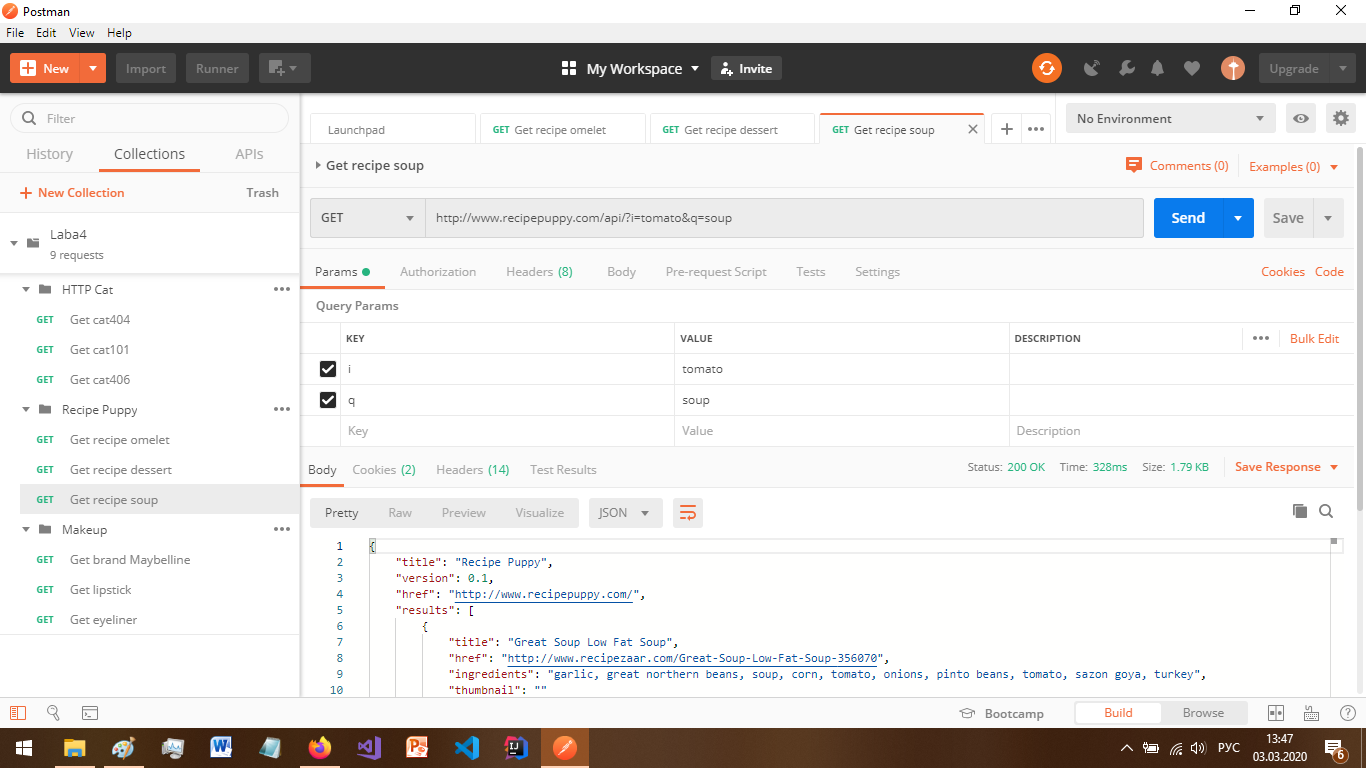 Postman
File Edit View Help
New Import Runner My Workspace Invite Upgrade
Filter
History Collections APIs
New Collection Trash
Laba4
9 requests
HTTP Cat
GET Get cat404
GET Get cat101
GET Get cat406
Recipe Puppy
GET Get recipe omelet
GET Get recipe dessert
GET Get recipe soup
Makeup
GET Get brand Maybelline
GET Get lipstick
GET Get eyeliner
Launchpad GET Get recipe omelet GET Get recipe dessert GET Get recipe soup No Environment
Get recipe soup Comments (0) Examples (0)
GET http://www.recipepuppy.com/api/?i=tomato&q=soup Send Save
Params Authorization Headers (8) Body Pre-request Script Tests Settings Cookies Code
Query Params
KEY VALUE DESCRIPTION Bulk Edit
i tomato
q soup
Key Value Description
Body Cookies (2) Headers (14) Test Results Status: 200 OK Time: 328ms Size: 1.79 KB Save Response
Pretty Raw Preview Visualize JSON
1 {
2 "title": "Recipe Puppy",
3 "version": 0.1,
4 "href": "http://www.recipepuppy.com/",
5 "results": [
6 {
7 "title": "Great Soup Low Fat Soup",
8 "href": "http://www.recipezaar.com/Great-Soup-Low-Fat-Soup-356070",
9 "ingredients": "garlic, great northern beans, soup, corn, tomato, onions, pinto beans, tomato, sazon goya, turkey",
10 "thumbnail": ""
Bootcamp Build Browse
РУС 13:47
03.03.2020 6